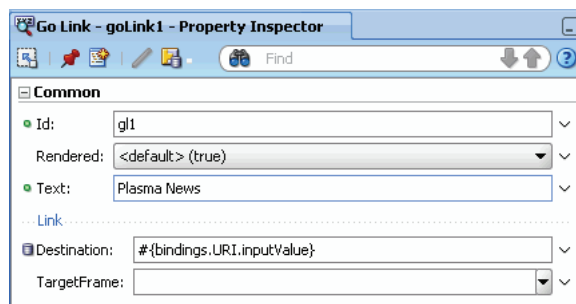 Go Link - goLink1 - Property Inspector
Find
Common
Id: gl1
Rendered: <default> (true)
Text: Plasma News
Link
Destination: #{bindings.URI.inputValue}
TargetFrame: